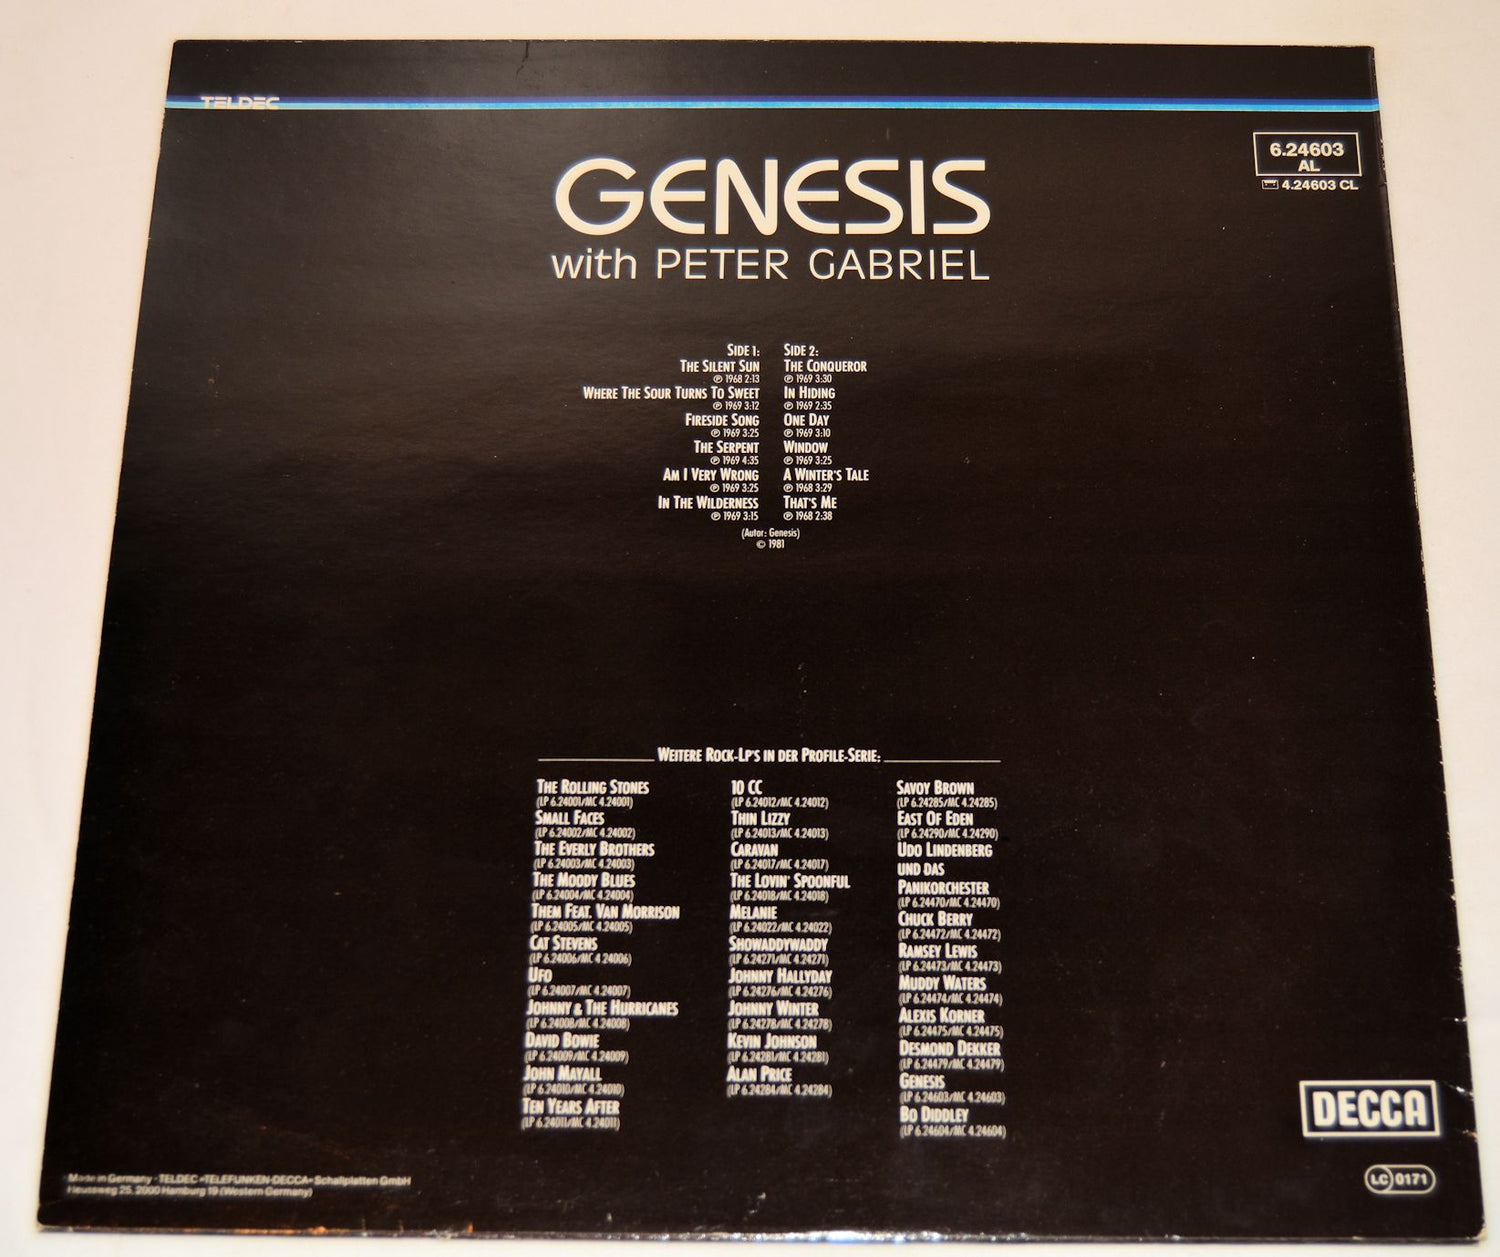 TELDEC
6.24603
AL
4.24603 CL
GENESIS
with PETER GABRIEL
SIDE 1:
THE SILENT SUN
℗ 1968 2:13
WHERE THE SOUR TURNS TO SWEET
℗ 1969 3:12
FIRESIDE SONG
℗ 1969 3:25
THE SERPENT
℗ 1969 4:35
AM I VERY WRONG
℗ 1969 3:25
IN THE WILDERNESS
℗ 1969 3:15
SIDE 2:
THE CONQUEROR
℗ 1969 3:30
IN HIDING
℗ 1969 2:35
ONE DAY
℗ 1969 3:10
WINDOW
℗ 1969 3:25
A WINTER'S TALE
℗ 1968 3:29
THAT'S ME
℗ 1968 2:38
(Autor: Genesis)
© 1981
WEITERE ROCK-LP'S IN DER PROFILE-SERIE:
THE ROLLING STONES
(LP 6.24001/MC 4.24001)
SMALL FACES
(LP 6.24002/MC 4.24002)
THE EVERLY BROTHERS
(LP 6.24003/MC 4.24003)
THE MOODY BLUES
(LP 6.24004/MC 4.24004)
THEM FEAT. VAN MORRISON
(LP 6.24005/MC 4.24005)
CAT STEVENS
(LP 6.24006/MC 4.24006)
UFO
(LP 6.24007/MC 4.24007)
JOHNNY & THE HURRICANES
(LP 6.24008/MC 4.24008)
DAVID BOWIE
(LP 6.24009/MC 4.24009)
JOHN MAYALL
(LP 6.24010/MC 4.24010)
TEN YEARS AFTER
(LP 6.24011/MC 4.24011)
10 CC
(LP 6.24012/MC 4.24012)
THIN LIZZY
(LP 6.24013/MC 4.24013)
CARAVAN
(LP 6.24017/MC 4.24017)
THE LOVIN' SPOONFUL
(LP 6.24018/MC 4.24018)
MELANIE
(LP 6.24022/MC 4.24022)
SHOWADDYWADDY
(LP 6.24271/MC 4.24271)
JOHNNY HALLYDAY
(LP 6.24276/MC 4.24276)
JOHNNY WINTER
(LP 6.24278/MC 4.24278)
KEVIN JOHNSON
(LP 6.24281/MC 4.24281)
ALAN PRICE
(LP 6.24284/MC 4.24284)
SAVOY BROWN
(LP 6.24285/MC 4.24285)
EAST OF EDEN
(LP 6.24290/MC 4.24290)
UDO LINDENBERG
UND DAS
PANIKORCHESTER
(LP 6.24470/MC 4.24470)
CHUCK BERRY
(LP 6.24472/MC 4.24472)
RAMSEY LEWIS
(LP 6.24473/MC 4.24473)
MUDDY WATERS
(LP 6.24474/MC 4.24474)
ALEXIS KORNER
(LP 6.24475/MC 4.24475)
DESMOND DEKKER
(LP 6.24479/MC 4.24479)
GENESIS
(LP 6.24603/MC 4.24603)
BO DIDDLEY
(LP 6.24604/MC 4.24604)
DECCA
LC 0171
Made in Germany · TELDEC »TELEFUNKEN-DECCA« Schallplatten GmbH
Heussweg 25, 2000 Hamburg 19 (Western Germany)